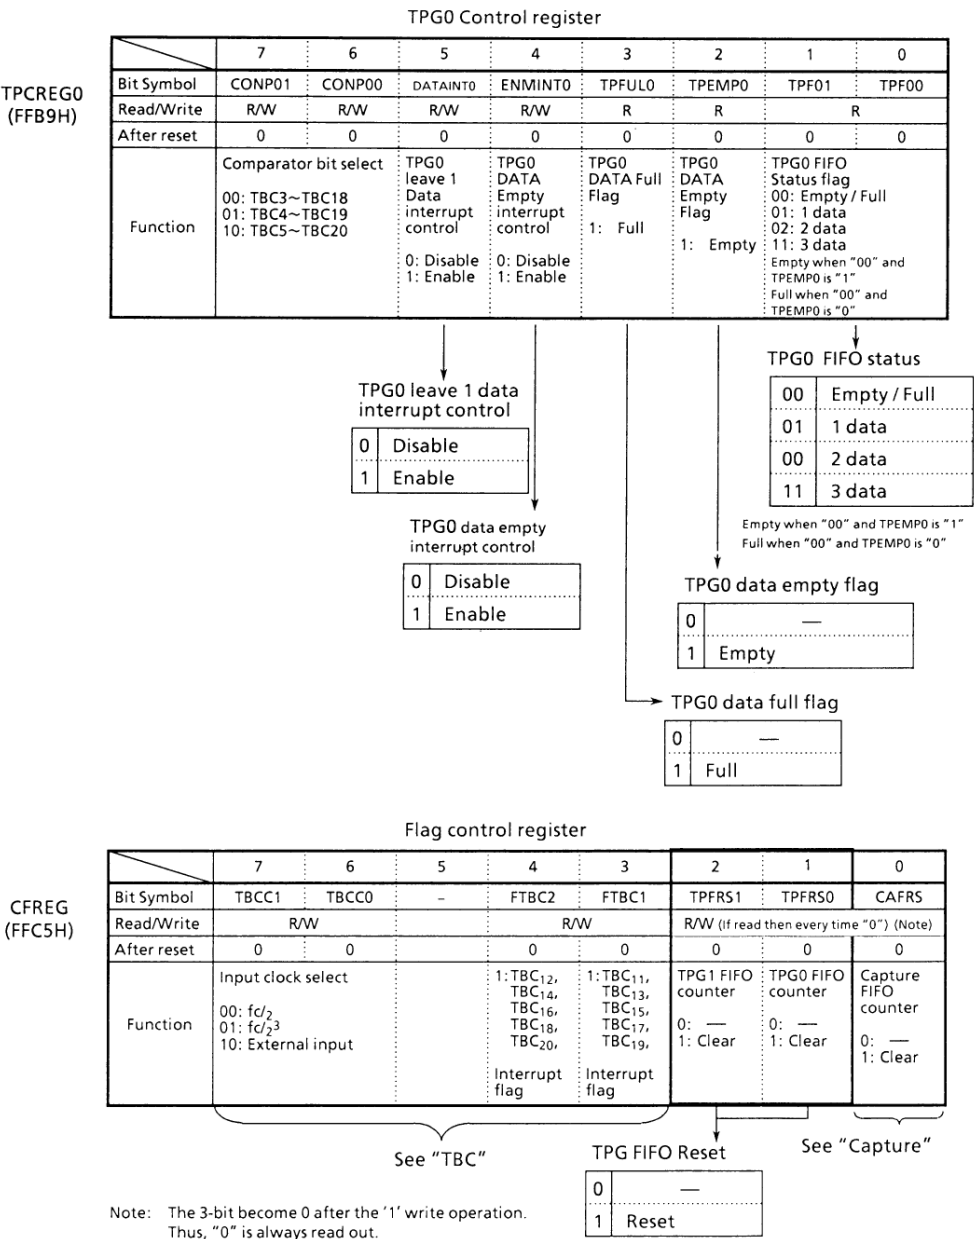 TPG0 Control register
7 6 5 4 3 2 1 0
TPCREG0
(FFB9H)
Bit Symbol CONP01 CONP00 DATAINT0 ENMINT0 TPFUL0 TPEMP0 TPF01 TPF00
Read/Write R/W R/W R/W R/W R R R
After reset 0 0 0 0 0 0 0 0
Function
Comparator bit select
00: TBC3~TBC18
01: TBC4~TBC19
10: TBC5~TBC20
TPG0
leave 1
Data
interrupt
control
0: Disable
1: Enable
TPG0
DATA
Empty
interrupt
control
0: Disable
1: Enable
TPG0
DATA Full
Flag
1: Full
TPG0
DATA
Empty
Flag
1: Empty
TPG0 FIFO
Status flag
00: Empty / Full
01: 1 data
02: 2 data
11: 3 data
Empty when "00" and
TPEMP0 is "1"
Full when "00" and
TPEMP0 is "0"
TPG0 leave 1 data
interrupt control
0 Disable
1 Enable
TPG0 data empty
interrupt control
0 Disable
1 Enable
TPG0 FIFO status
00 Empty / Full
01 1 data
00 2 data
11 3 data
Empty when "00" and TPEMP0 is "1"
Full when "00" and TPEMP0 is "0"
TPG0 data empty flag
0 —
1 Empty
TPG0 data full flag
0 —
1 Full
Flag control register
7 6 5 4 3 2 1 0
CFREG
(FFC5H)
Bit Symbol TBCC1 TBCC0 - FTBC2 FTBC1 TPFRS1 TPFRS0 CAFRS
Read/Write R/W R/W R/W (If read then every time "0") (Note)
After reset 0 0 0 0 0 0 0
Function
Input clock select
00: fc/2
01: fc/2³
10: External input
1: TBC12,
TBC14,
TBC16,
TBC18,
TBC20,
Interrupt
flag
1: TBC11,
TBC13,
TBC15,
TBC17,
TBC19,
Interrupt
flag
TPG1 FIFO
counter
0: —
1: Clear
TPG0 FIFO
counter
0: —
1: Clear
Capture
FIFO
counter
0: —
1: Clear
See "TBC"
See "Capture"
TPG FIFO Reset
0 —
1 Reset
Note: The 3-bit become 0 after the '1' write operation.
Thus, "0" is always read out.